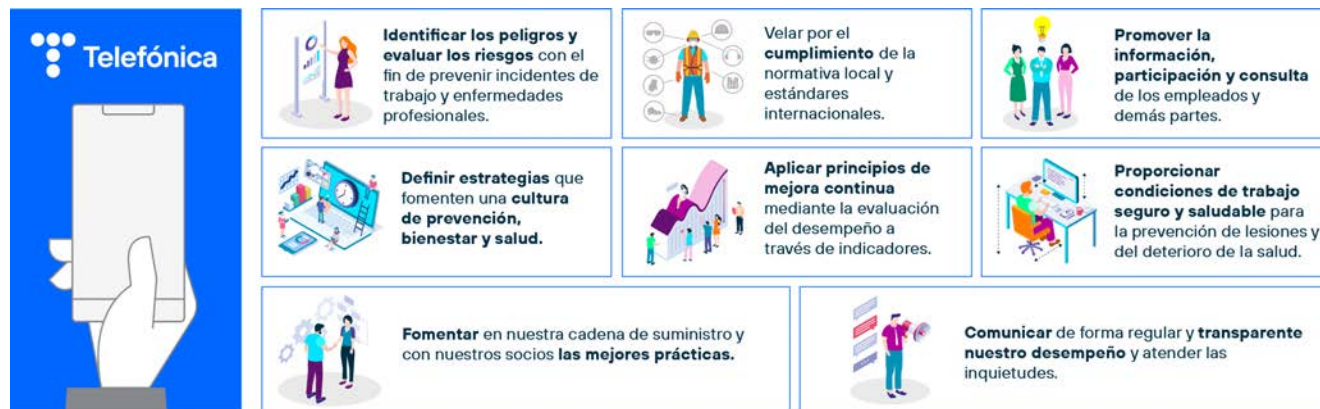 Telefónica
Identificar los peligros y
evaluar los riesgos con el
fin de prevenir incidentes de
trabajo y enfermedades
profesionales.
Velar por el
cumplimiento de la
normativa local y
estándares
internacionales.
Promover la
información,
participación y consulta
de los empleados y
demás partes.
Definir estrategias que
fomenten una cultura
de prevención,
bienestar y salud.
Aplicar principios de
mejora continua
mediante la evaluación
del desempeño a
través de indicadores.
Proporcionar
condiciones de trabajo
seguro y saludable para
la prevención de lesiones y
del deterioro de la salud.
Fomentar en nuestra cadena de suministro y
con nuestros socios las mejores prácticas.
Comunicar de forma regular y transparente
nuestro desempeño y atender las
inquietudes.